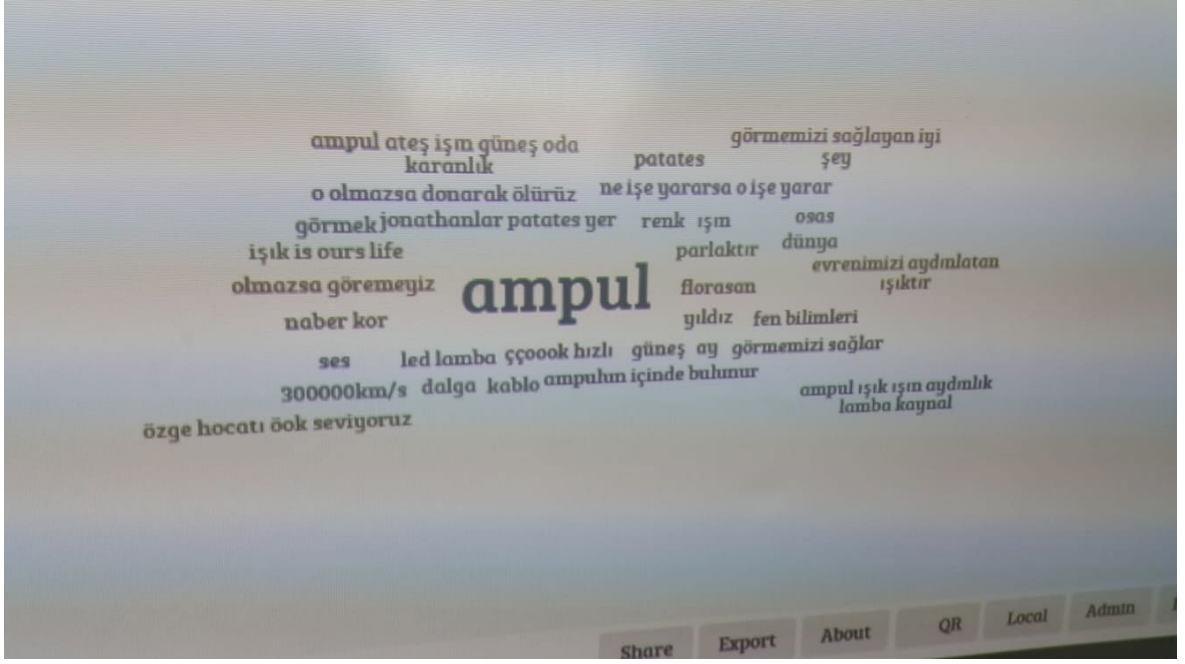 ampul ateş işın güneş oda
karanlık
görmemizi sağlayan iyi
şey
patates
o olmazsa donarak ölürüz
ne işe yararsa o işe yarar
görmek
jonathanlar patates yer
renk
ışın
osas
işık is ours life
parlaktır
dünya
olmazsa göremeyiz
ampul
florasan
evrenimizi aydınlatan
ışıktır
naber kor
yıldız
fen bilimleri
ses
led lamba
ççoook hızlı
güneş
ay
görmemizi sağlar
300000km/s
dalga
kablo
ampulun içinde bulunur
ampul ışık ışın aydınlık
lamba kaynal
özge hocatı öok seviyoruz
Share
Export
About
QR
Local
Admin